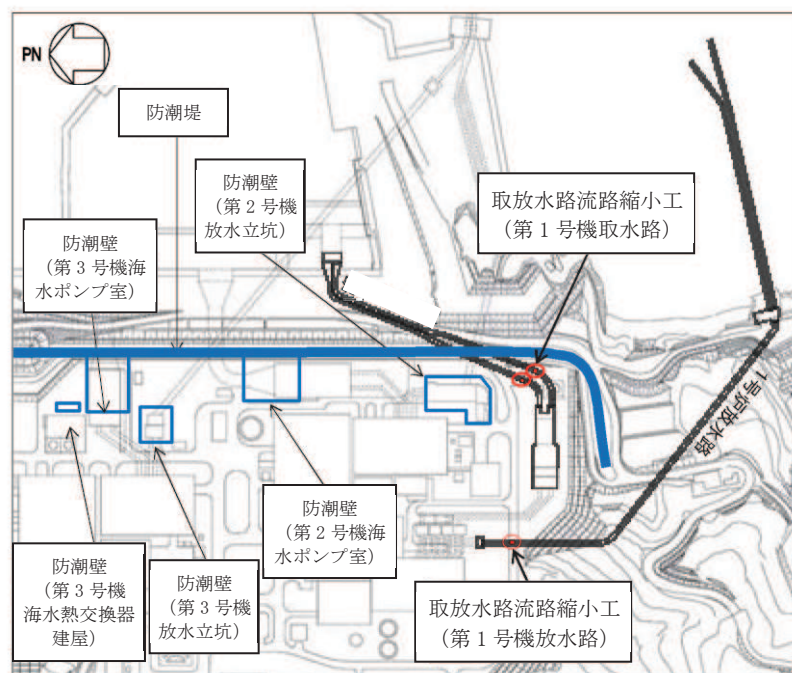 PN
防潮堤
防潮壁
（第２号機
放水立坑）
取放水路流路縮小工
（第１号機取水路）
防潮壁
（第３号機海
水ポンプ室）
1号炉放水路
防潮壁
（第２号機海
水ポンプ室）
防潮壁
（第３号機
海水熱交換器
建屋）
防潮壁
（第３号機
放水立坑）
取放水路流路縮小工
（第１号機放水路）